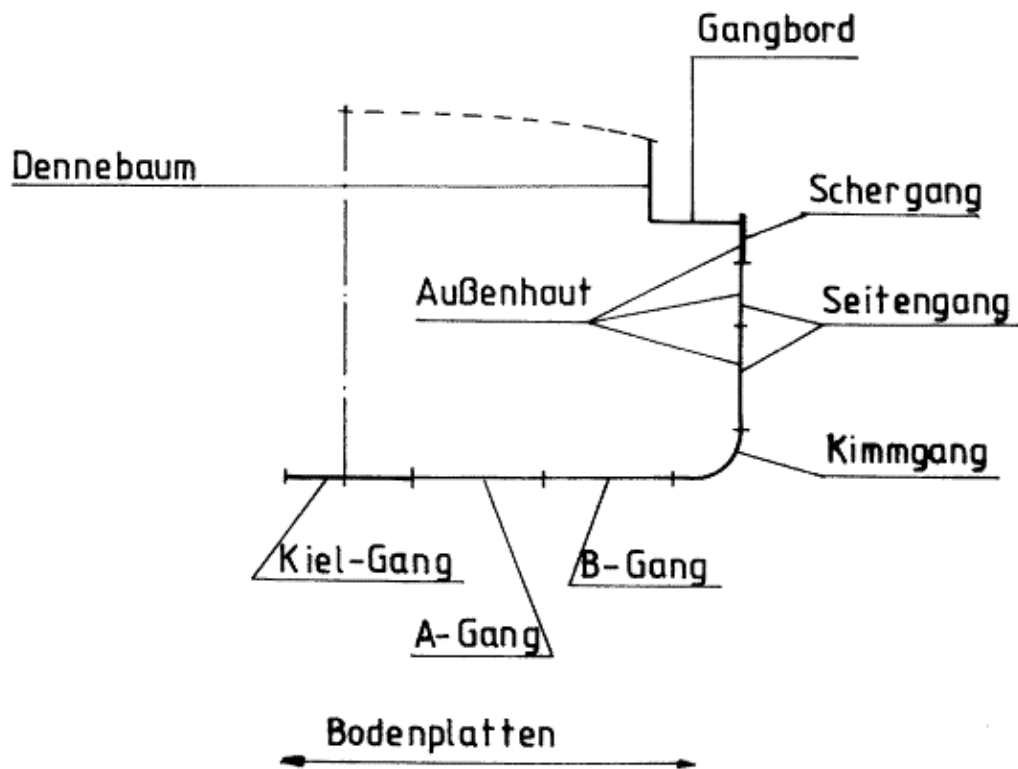 Gangbord
Dennebaum
Schergang
Außenhaut
Seitengang
Kimmgang
Kiel-Gang
B-Gang
A-Gang
Bodenplatten